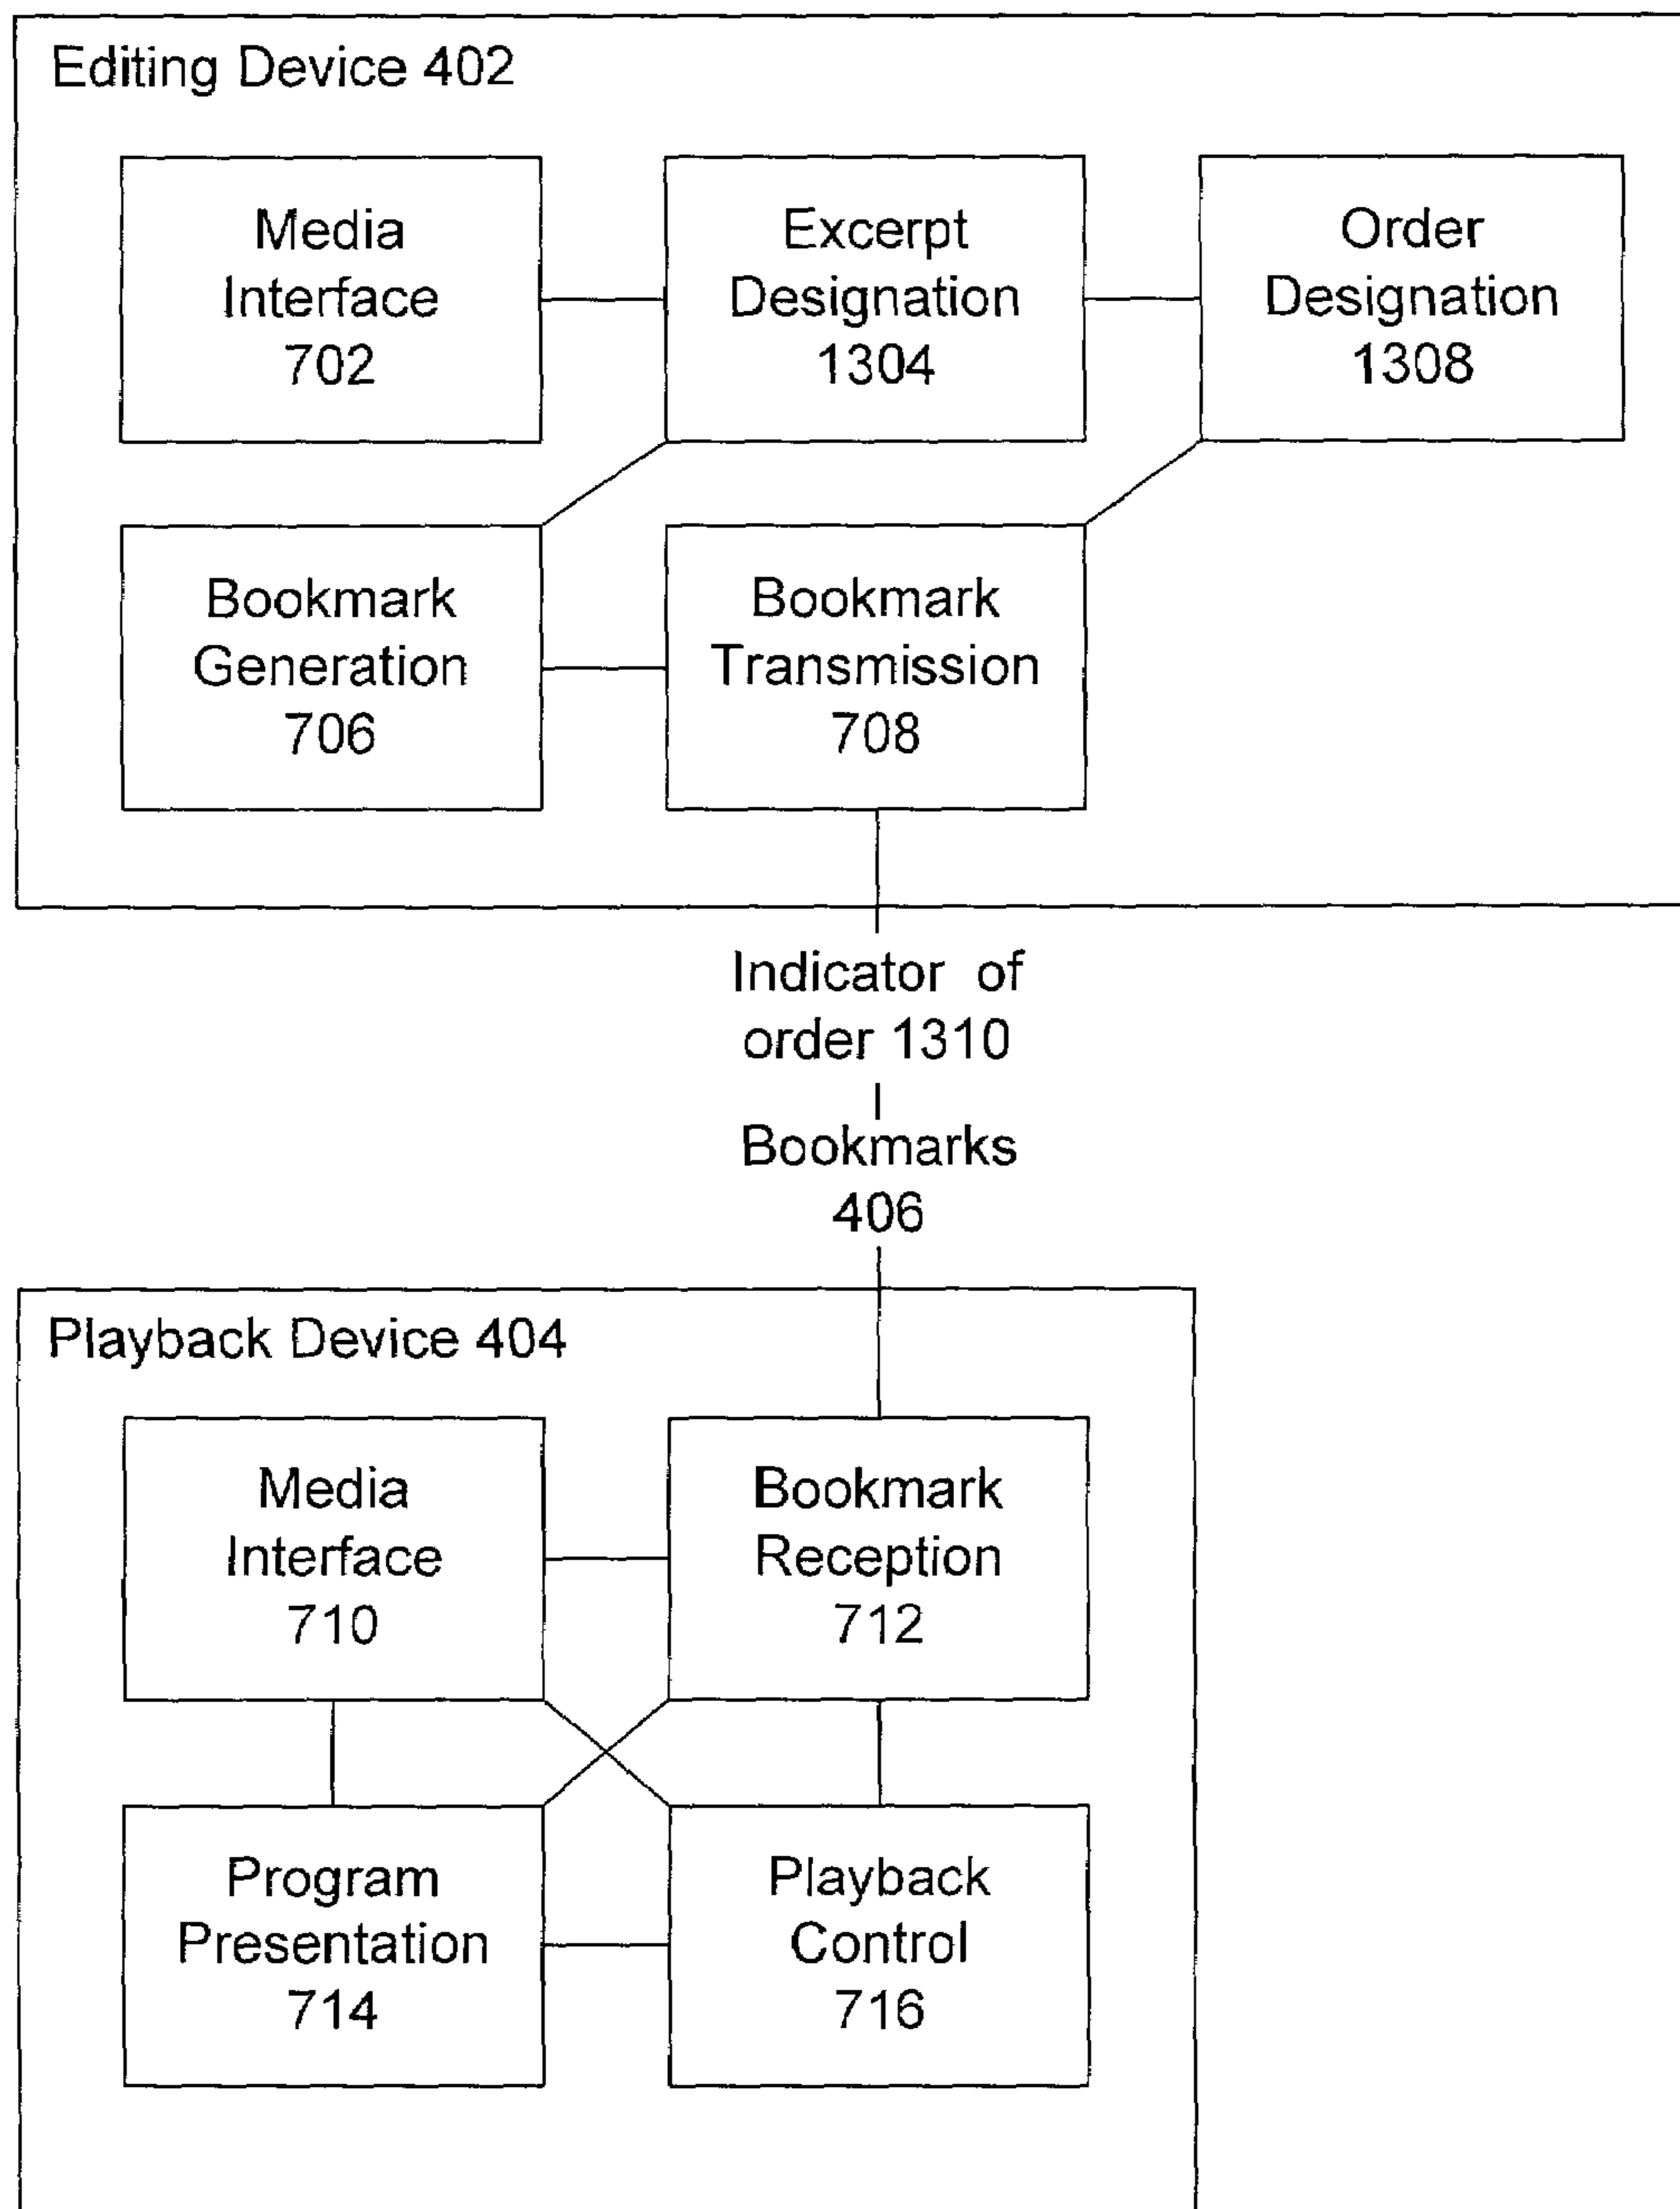 Editing Device 402
Media
Interface
702
Excerpt
Designation
1304
Order
Designation
1308
Bookmark
Generation
706
Bookmark
Transmission
708
Indicator of
order 1310
Bookmarks
406
Playback Device 404
Media
Interface
710
Bookmark
Reception
712
Program
Presentation
714
Playback
Control
716